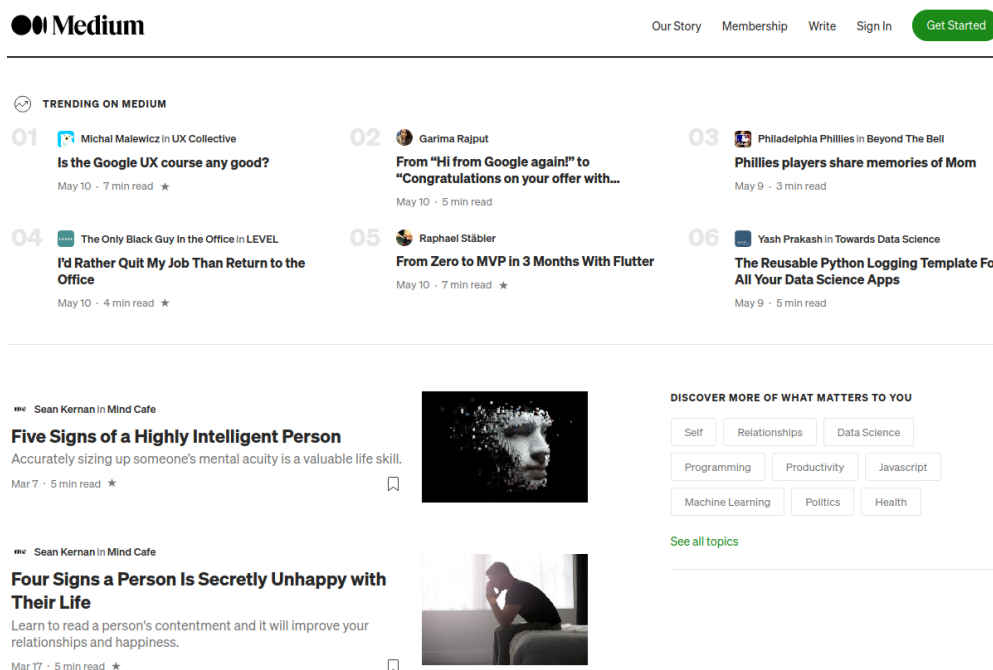 Medium
Our Story Membership Write Sign In Get Started
TRENDING ON MEDIUM
01
Michal Malewicz in UX Collective
Is the Google UX course any good?
May 10 · 7 min read ★
02
Garima Rajput
From “Hi from Google again!” to
“Congratulations on your offer with...
May 10 · 5 min read
03
Philadelphia Phillies in Beyond The Bell
Phillies players share memories of Mom
May 9 · 3 min read
04
The Only Black Guy In the Office in LEVEL
I’d Rather Quit My Job Than Return to the
Office
May 10 · 4 min read ★
05
Raphael Stäbler
From Zero to MVP in 3 Months With Flutter
May 10 · 7 min read ★
06
Yash Prakash in Towards Data Science
The Reusable Python Logging Template Fo
All Your Data Science Apps
May 9 · 5 min read
me Sean Kernan in Mind Cafe
Five Signs of a Highly Intelligent Person
Accurately sizing up someone’s mental acuity is a valuable life skill.
Mar 7 · 5 min read ★
me Sean Kernan in Mind Cafe
Four Signs a Person Is Secretly Unhappy with
Their Life
Learn to read a person's contentment and it will improve your
relationships and happiness.
Mar 17 · 5 min read ★
DISCOVER MORE OF WHAT MATTERS TO YOU
Self Relationships Data Science
Programming Productivity Javascript
Machine Learning Politics Health
See all topics